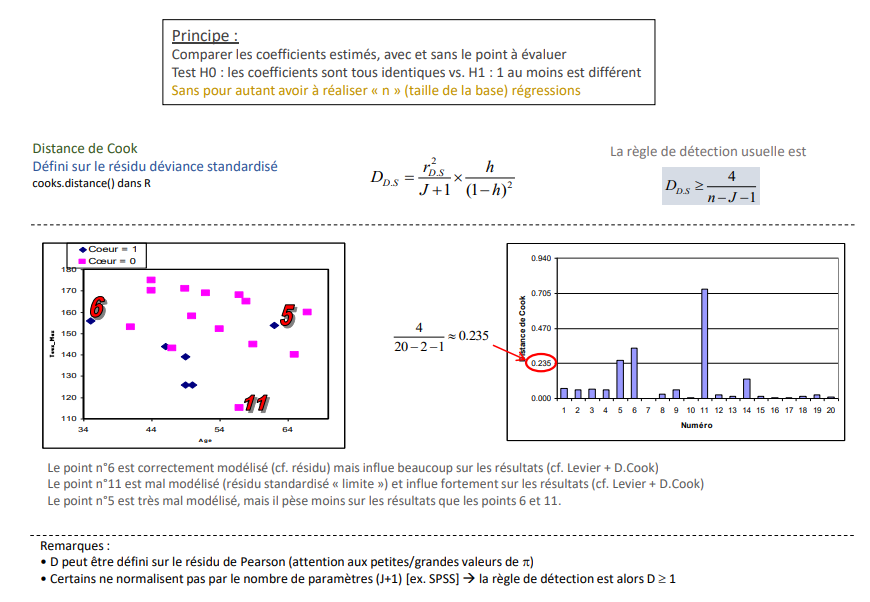 Principe :
Comparer les coefficients estimés, avec et sans le point à évaluer
Test H0 : les coefficients sont tous identiques vs. H1 : 1 au moins est différent
Sans pour autant avoir à réaliser « n » (taille de la base) régressions
Distance de Cook
Défini sur le résidu déviance standardisé
cooks.distance() dans R
D_{D.S} = \frac{r_{D.S}^2}{J+1} × \frac{h}{(1-h)^2}
La règle de détection usuelle est
D_{D.S} ≥ \frac{4}{n-J-1}
Coeur = 1
Cœur = 0
180
170
160
150
140
130
120
110
Taux_Max
34 44 54 64
Age
6
5
11
\frac{4}{20-2-1} ≈ 0.235
0.940
0.705
0.470
0.235
0.000
Distance de Cook
1 2 3 4 5 6 7 8 9 10 11 12 13 14 15 16 17 18 19 20
Numéro
Le point n°6 est correctement modélisé (cf. résidu) mais influe beaucoup sur les résultats (cf. Levier + D.Cook)
Le point n°11 est mal modélisé (résidu standardisé « limite ») et influe fortement sur les résultats (cf. Levier + D.Cook)
Le point n°5 est très mal modélisé, mais il pèse moins sur les résultats que les points 6 et 11.
Remarques :
• D peut être défini sur le résidu de Pearson (attention aux petites/grandes valeurs de π)
• Certains ne normalisent pas par le nombre de paramètres (J+1) [ex. SPSS] → la règle de détection est alors D ≥ 1